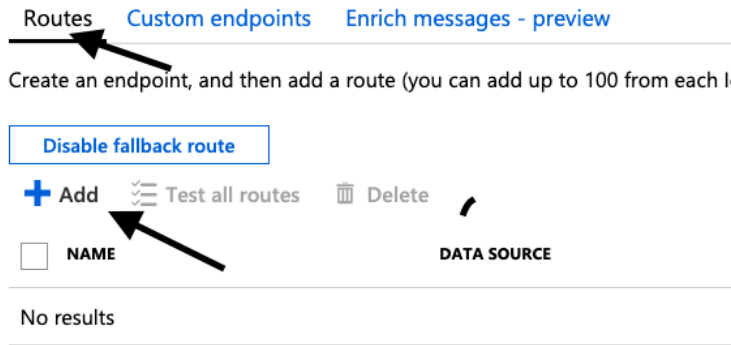 Routes Custom endpoints Enrich messages - preview
Create an endpoint, and then add a route (you can add up to 100 from each
Disable fallback route
Add Test all routes Delete
NAME DATA SOURCE
No results